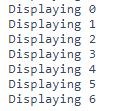 Displaying 0
Displaying 1
Displaying 2
Displaying 3
Displaying 4
Displaying 5
Displaying 6